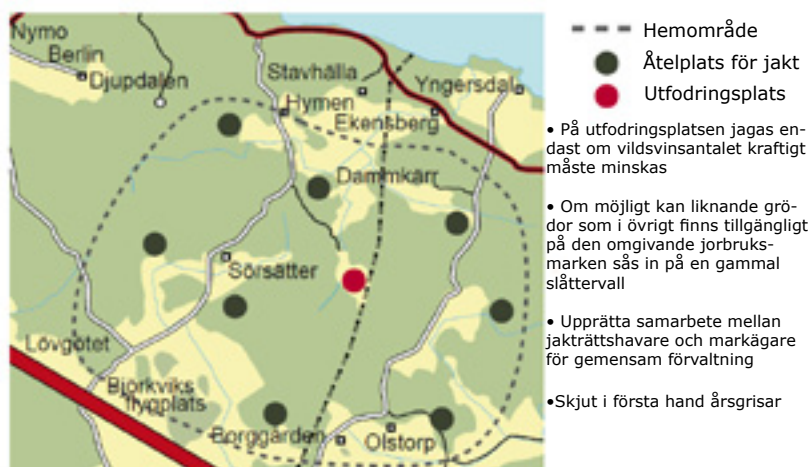 Nymo
Berlin
Djupdalen
Stavhälla
Yngersdal
Hymen
Ekensberg
Dammkärr
Sörsätter
Lövgötet
Björkviks
flygplats
Borggården
Olstorp
Hemområde
Åtelplats för jakt
Utfodringsplats
• På utfodringsplatsen jagas en-
dast om vildsvinsantalet kraftigt
måste minskas
• Om möjligt kan liknande grö-
dor som i övrigt finns tillgängligt
på den omgivande jorbruks-
marken sås in på en gammal
slåttervall
• Upprätta samarbete mellan
jakträttshavare och markägare
för gemensam förvaltning
•Skjut i första hand årsgrisar